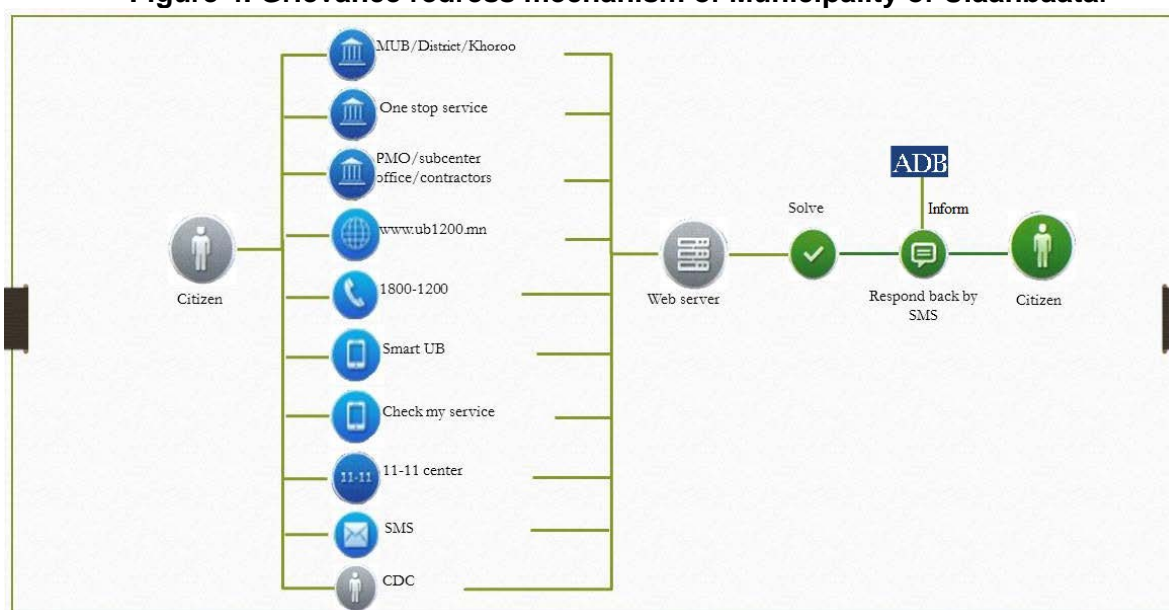 Figure 4: Grievance redress mechanism of Municipality of Ulaanbaatar
MUB/District/Khoroo
One stop service
PMO/subcenter
office/contractors
www.ub1200.mn
1800-1200
Smart UB
Check my service
11-11
11-11 center
SMS
CDC
Citizen
Web server
Solve
ADB
Inform
Respond back by
SMS
Citizen